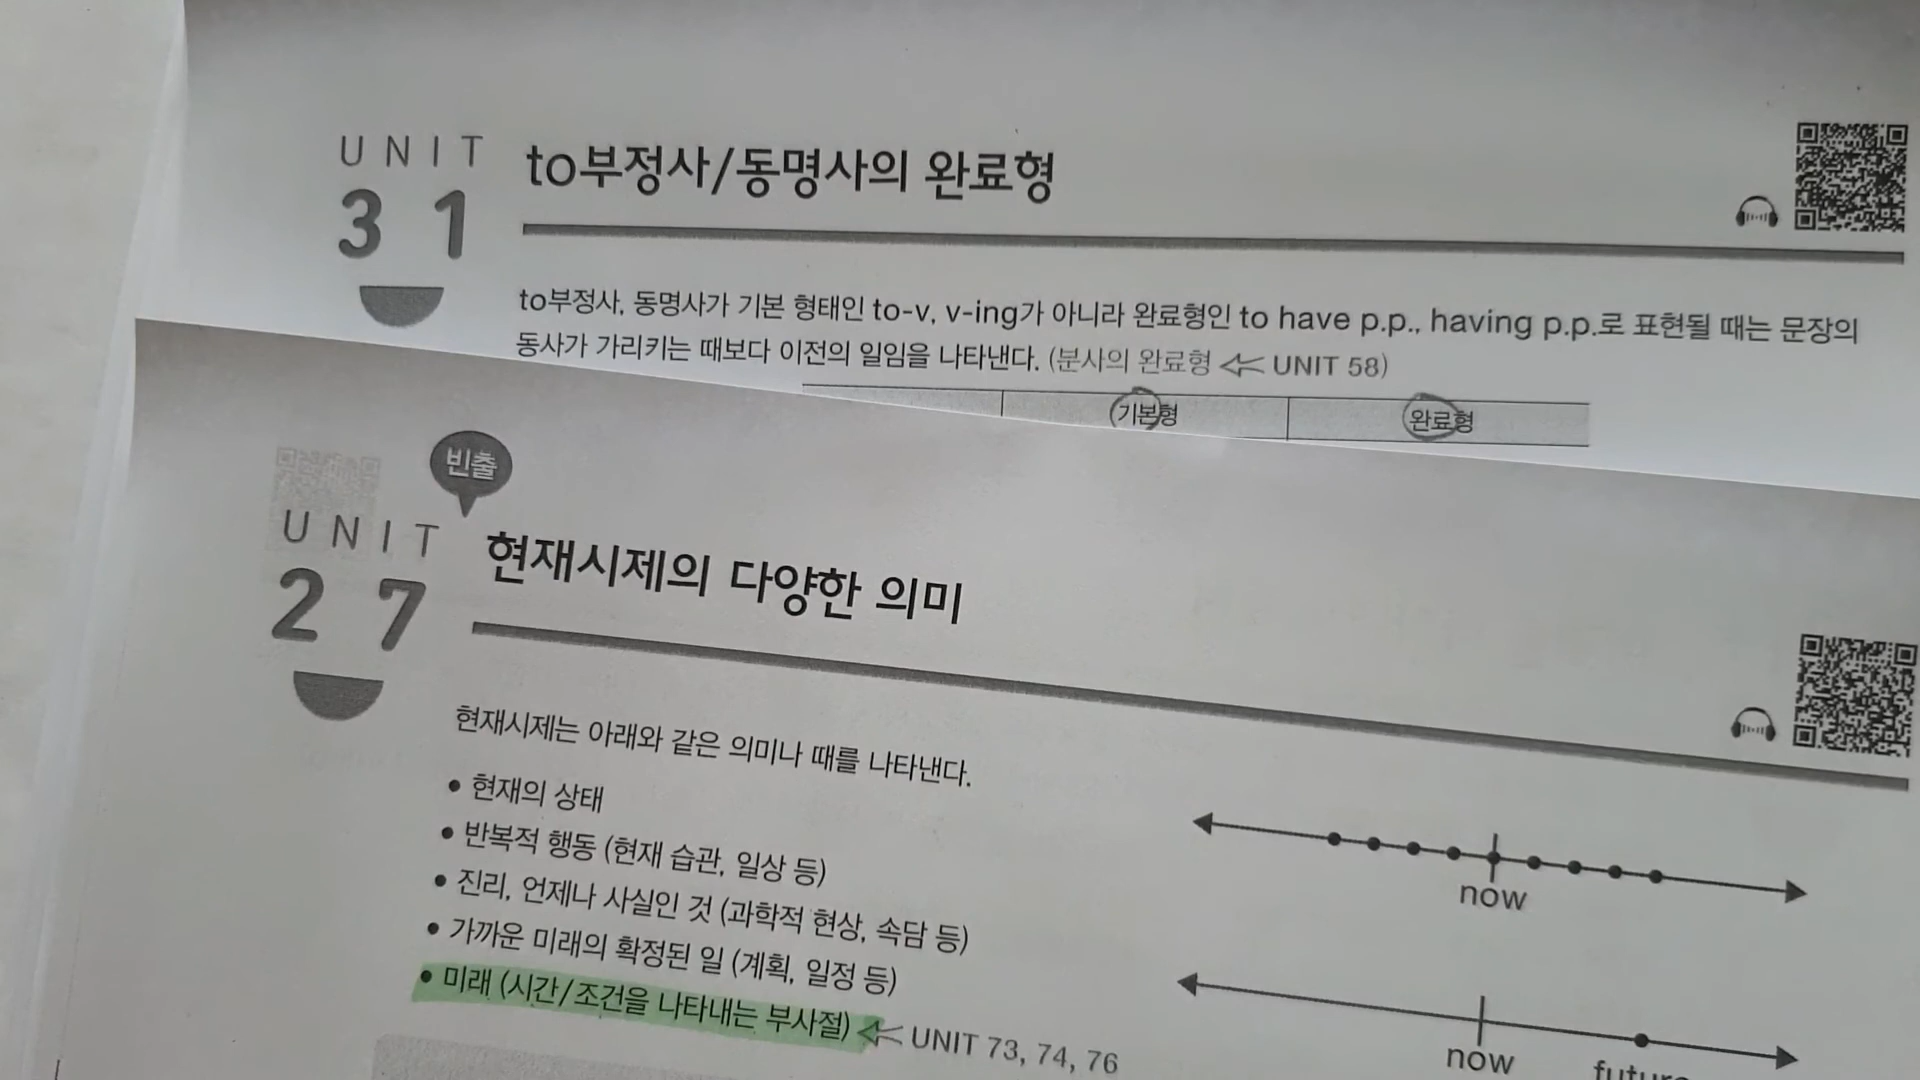 UNIT
31
to부정사/동명사의 완료형
to부정사, 동명사가 기본 형태인 to-v, v-ing가 아니라 완료형인 to have p.p., having p.p.로 표현될 때는 문장의
동사가 가리키는 때보다 이전의 일임을 나타낸다. (분사의 완료형 UNIT 58)
기본형 완료형
빈출
UNIT
27
현재시제의 다양한 의미
현재시제는 아래와 같은 의미나 때를 나타낸다.
• 현재의 상태
• 반복적 행동 (현재 습관, 일상 등)
• 진리, 언제나 사실인 것 (과학적 현상, 속담 등)
• 가까운 미래의 확정된 일 (계획, 일정 등)
• 미래 (시간/조건을 나타내는 부사절) UNIT 73, 74, 76
now
now